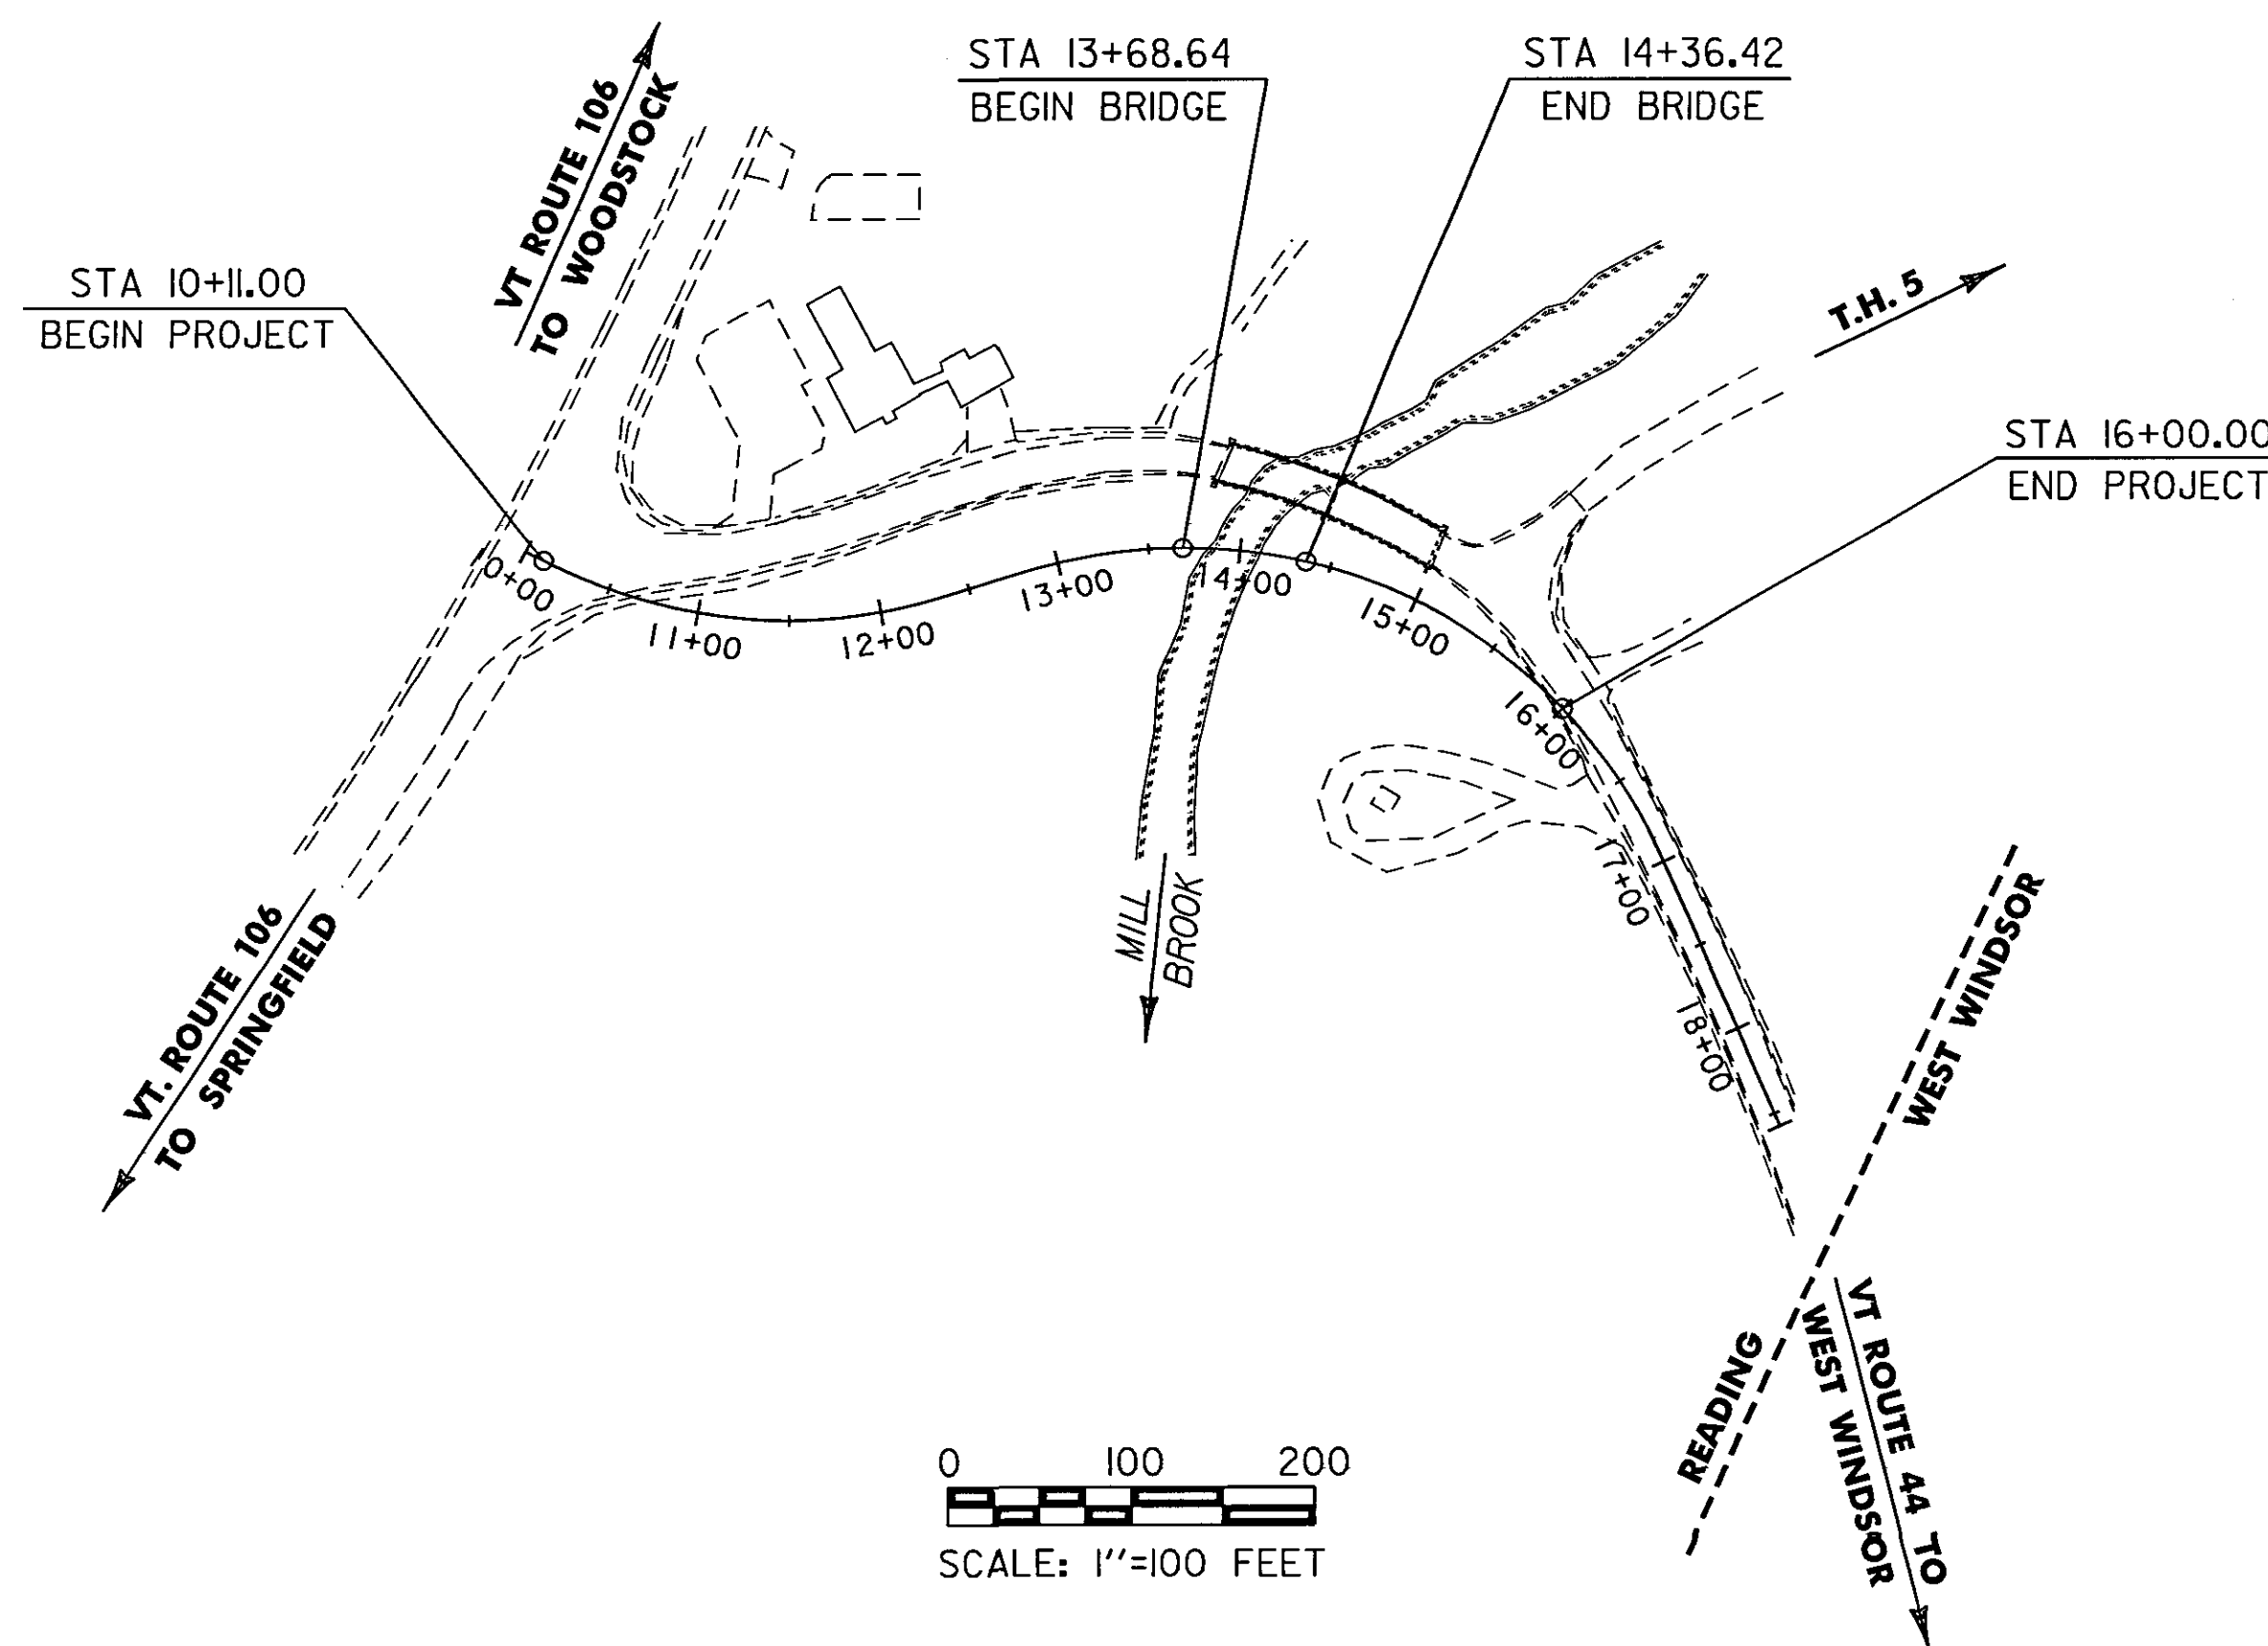 STA 13+68.64
BEGIN BRIDGE
STA 14+36.42
END BRIDGE
VT ROUTE 106
TO WOODSTOCK
STA 10+11.00
BEGIN PROJECT
T.H. 5
STA 16+00.00
END PROJECT
0+00
11+00
12+00
13+00
14+00
15+00
16+00
17+00
18+00
MILL
BROOK
VT. ROUTE 106
TO SPRINGFIELD
WEST WINDSOR
READING
VT ROUTE 44 TO
WEST WINDSOR
0 100 200
SCALE: 1"=100 FEET